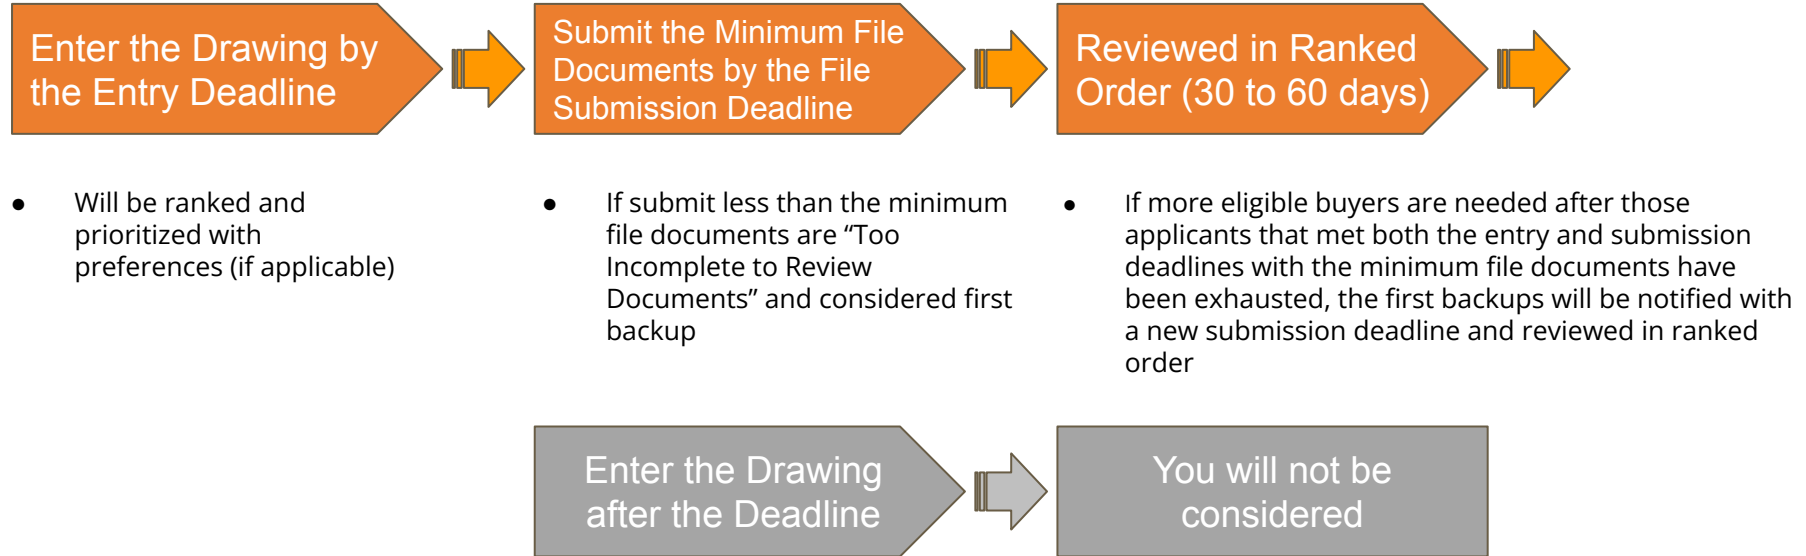 Enter the Drawing by
the Entry Deadline
Submit the Minimum File
Documents by the File
Submission Deadline
Reviewed in Ranked
Order (30 to 60 days)
● Will be ranked and
prioritized with
preferences (if applicable)
● If submit less than the minimum
file documents are “Too
Incomplete to Review
Documents” and considered first
backup
● If more eligible buyers are needed after those
applicants that met both the entry and submission
deadlines with the minimum file documents have
been exhausted, the first backups will be notified with
a new submission deadline and reviewed in ranked
order
Enter the Drawing
after the Deadline
You will not be
considered